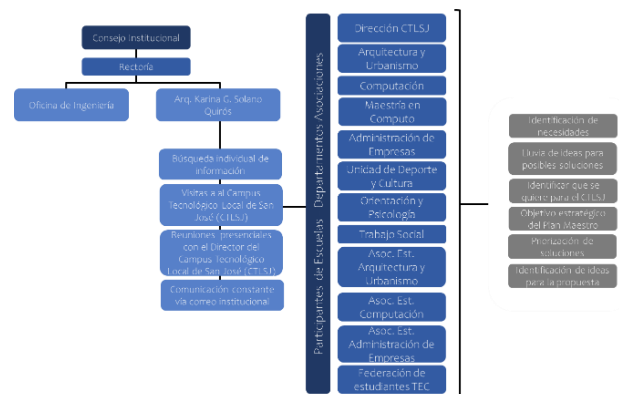 Consejo Institucional
Rectoría
Oficina de Ingeniería
Arq. Karina G. Solano
Quirós
Búsqueda individual de
información
Visitas a al Campus
Tecnológico Local de San
José (CTLSJ)
Reuniones presenciales
con el Director del
Campus Tecnológico
Local de San José (CTLSJ)
Comunicación constante
vía correo institucional
Participantes de Escuelas Departamentos Asociaciones
Dirección CTLSJ
Arquitectura y
Urbanismo
Computación
Maestría en
Computo
Administración de
Empresas
Unidad de Deporte
y Cultura
Orientación y
Psicología
Trabajo Social
Asoc. Est.
Arquitectura y
Urbanismo
Asoc. Est.
Computación
Asoc. Est.
Administración de
Empresas
Federación de
estudiantes TEC
Identificación de
necesidades
Lluvia de ideas para
posibles soluciones
Identificar que se
quiere para el CTLSJ
Objetivo estratégico
del Plan Maestro
Priorización de
soluciones
Identificación de ideas
para la propuesta